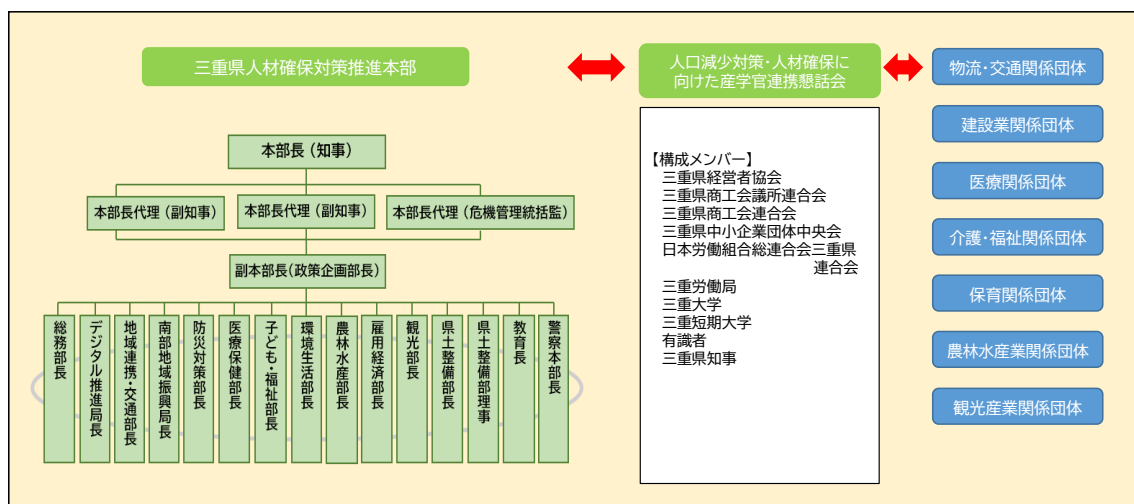 三重県人材確保対策推進本部
本部長（知事）
本部長代理（副知事）
本部長代理（副知事）
本部長代理（危機管理統括監）
副本部長(政策企画部長)
総務部長
デジタル推進局長
地域連携・交通部長
南部地域振興局長
防災対策部長
医療保健部長
子ども・福祉部長
環境生活部長
農林水産部長
雇用経済部長
観光部長
県土整備部長
県土整備部理事
教育長
警察本部長
人口減少対策・人材確保に
向けた産学官連携懇話会
【構成メンバー】
三重県経営者協会
三重県商工会議所連合会
三重県商工会連合会
三重県中小企業団体中央会
日本労働組合総連合会三重県
連合会
三重労働局
三重大学
三重短期大学
有識者
三重県知事
物流・交通関係団体
建設業関係団体
医療関係団体
介護・福祉関係団体
保育関係団体
農林水産業関係団体
観光産業関係団体